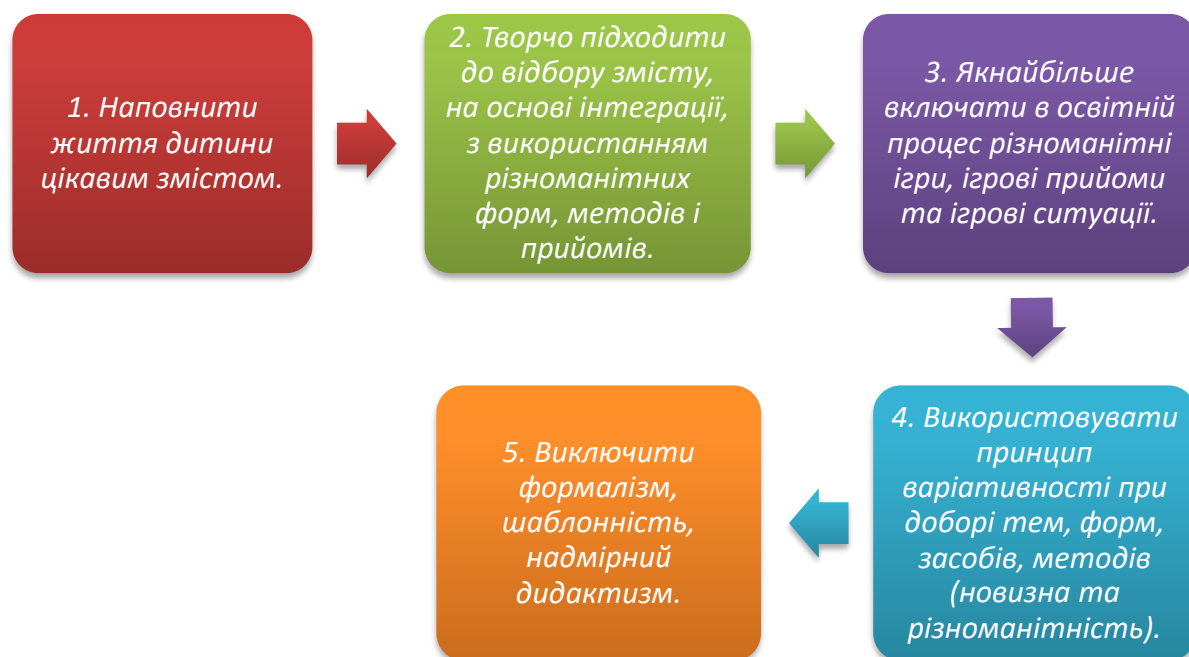 1. Наповнити
життя дитини
цікавим змістом.
2. Творчо підходити
до відбору змісту,
на основі інтеграції,
з використанням
різноманітних
форм, методів і
прийомів.
3. Якнайбільше
включати в освітній
процес різноманітні
ігри, ігрові прийоми
та ігрові ситуації.
4. Використовувати
принцип
варіативності при
доборі тем, форм,
засобів, методів
(новизна та
різноманітність).
5. Виключити
формалізм,
шаблонність,
надмірний
дидактизм.